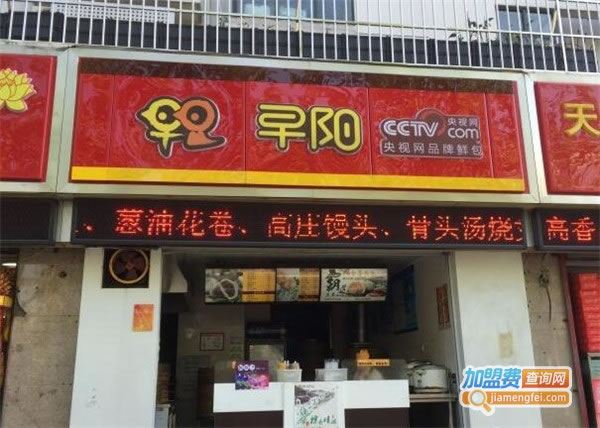 早阳
CCTV 央视网 com
央视网品牌鲜包
天
、葱油花卷、高庄馒头、骨头汤烧
高香
加盟费查询网
jiamengfei.com